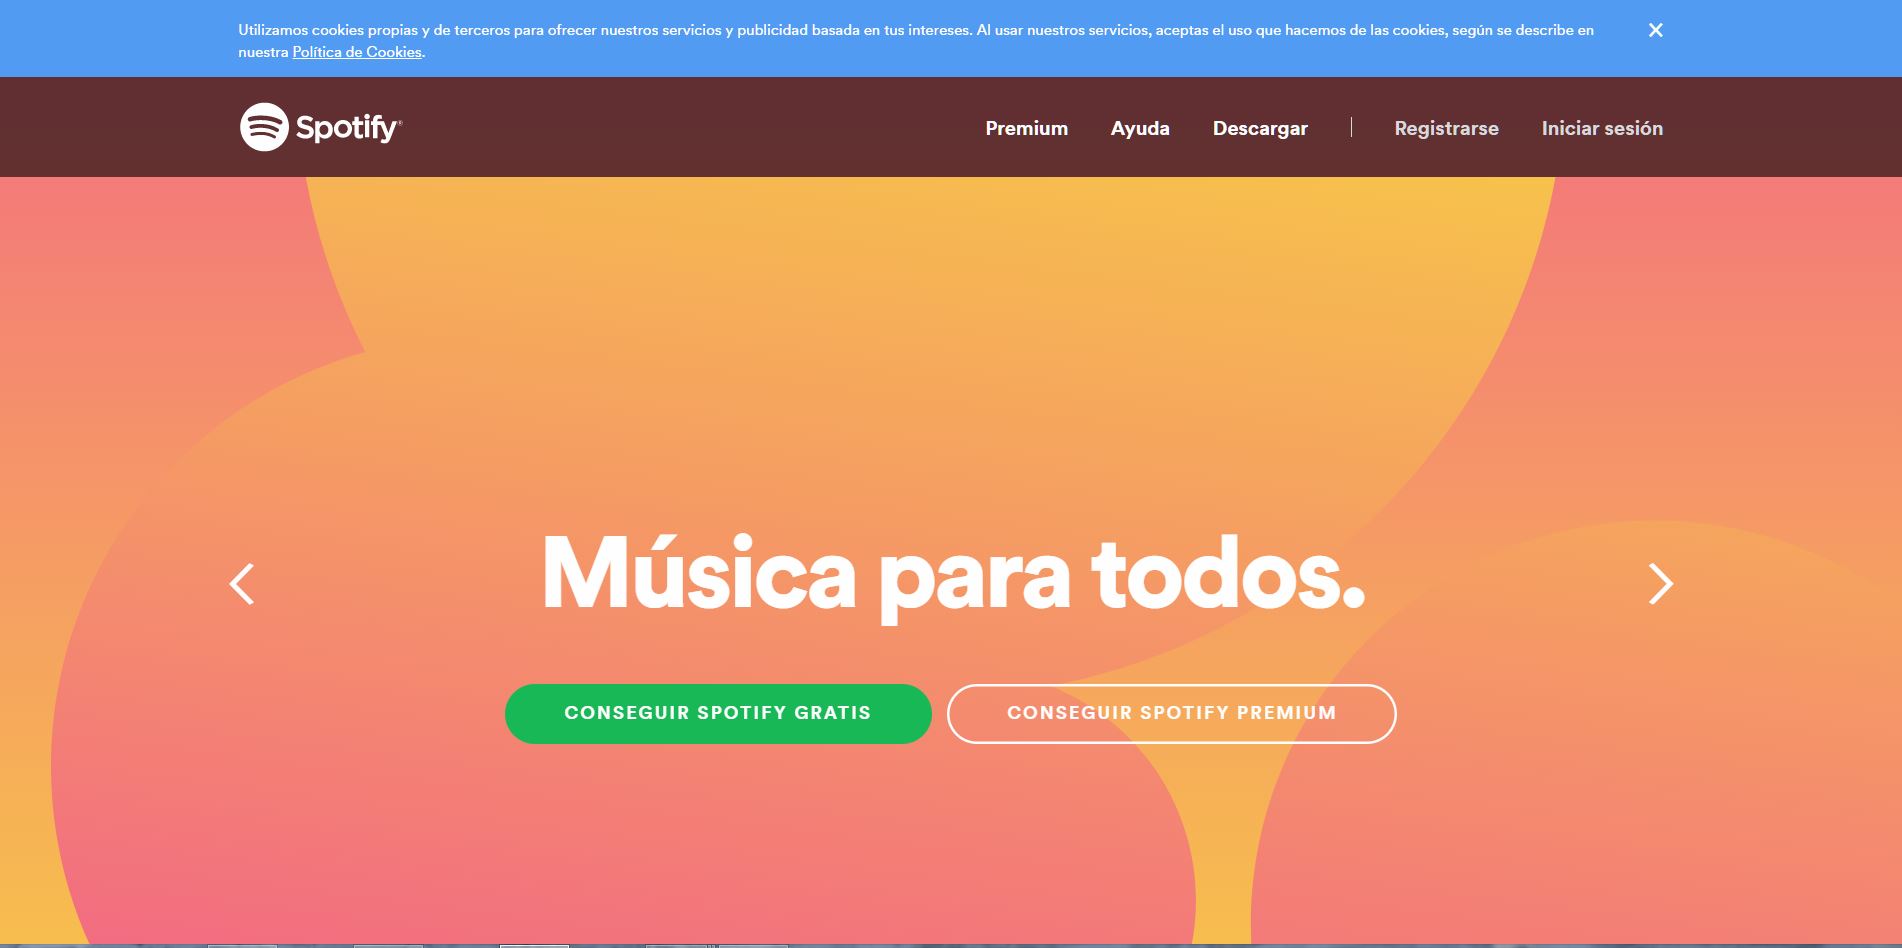 Utilizamos cookies propias y de terceros para ofrecer nuestros servicios y publicidad basada en tus intereses. Al usar nuestros servicios, aceptas el uso que hacemos de las cookies, según se describe en
nuestra Política de Cookies.
Spotify®
Premium Ayuda Descargar Registrarse Iniciar sesión
Música para todos.
CONSEGUIR SPOTIFY GRATIS
CONSEGUIR SPOTIFY PREMIUM